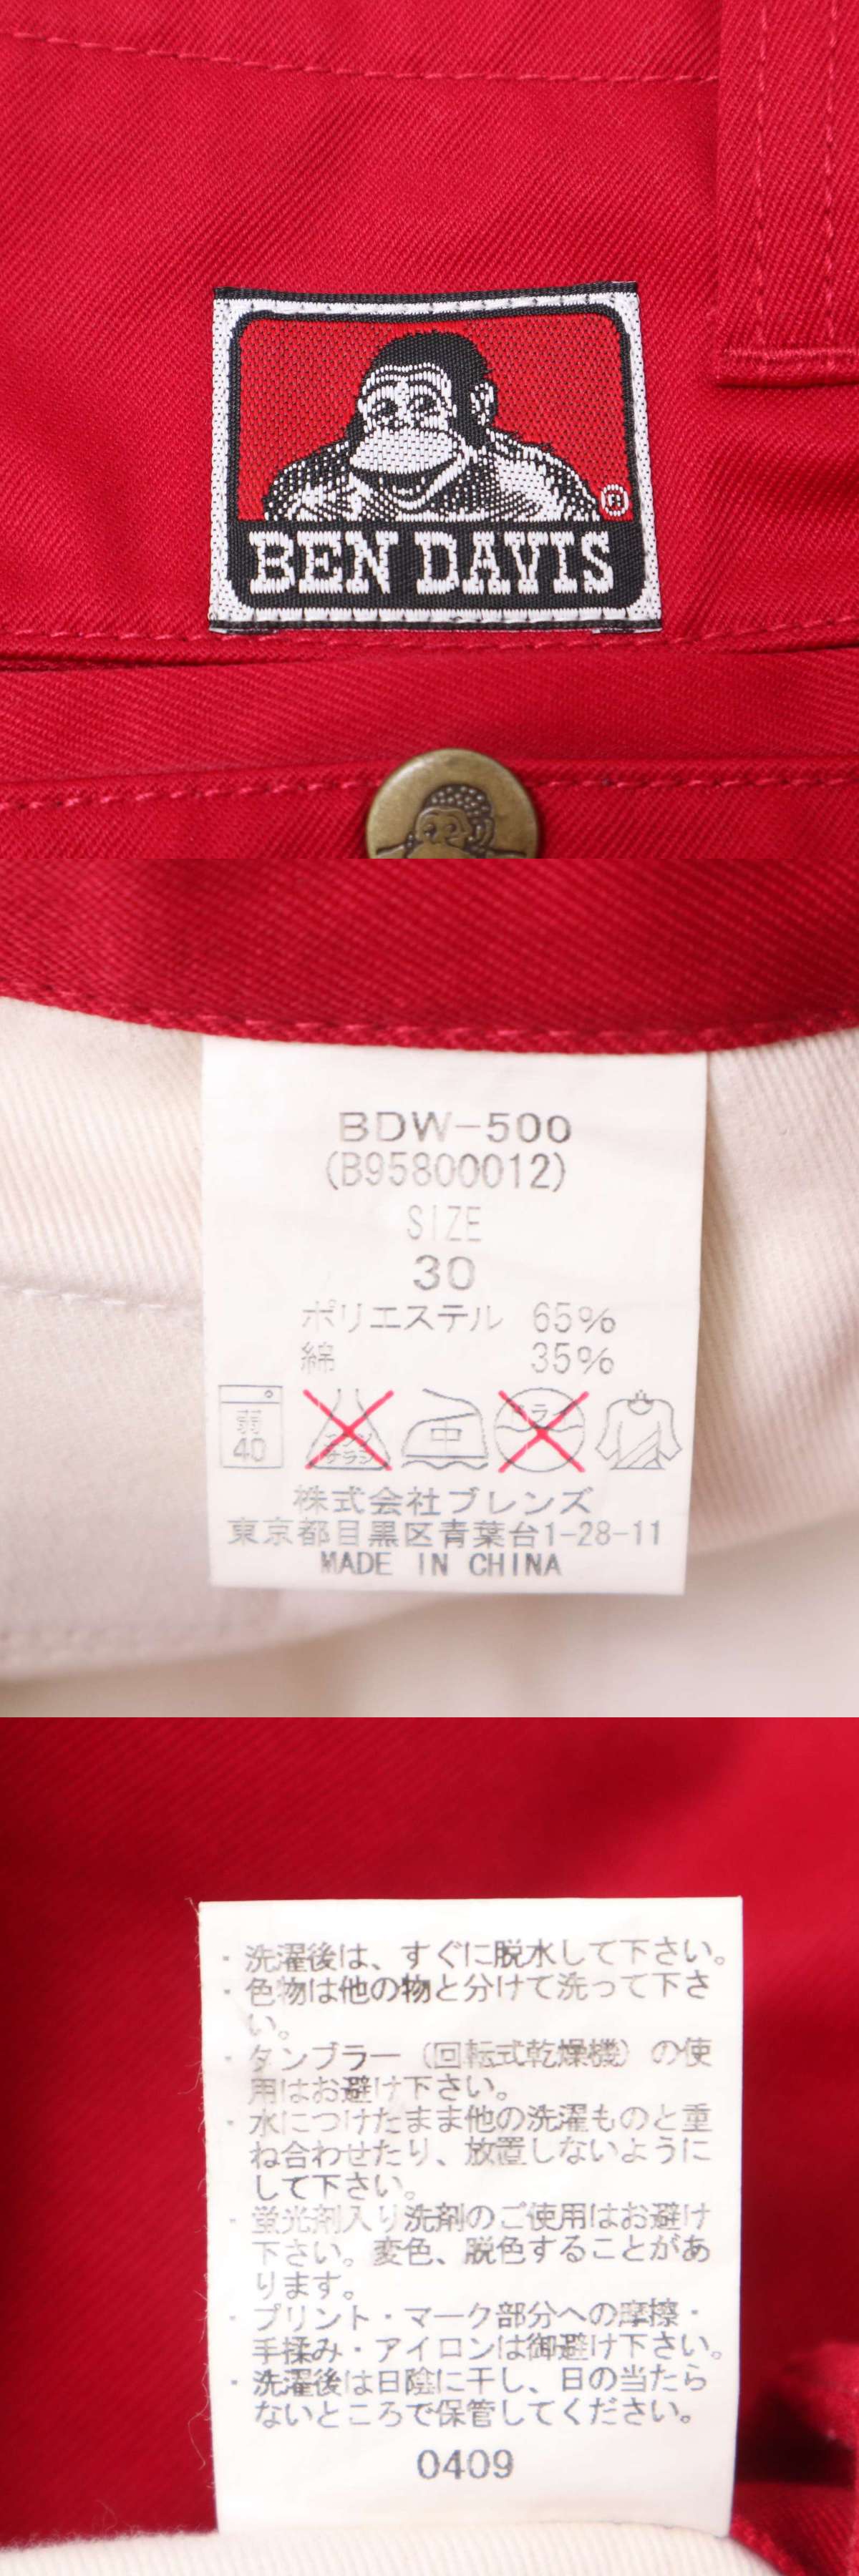 ®
BEN DAVIS
BDW-500
(B95800012)
SIZE
30
ポリエステル 65%
綿 35%
弱
40
エンソ
サラシ
中
ドライ
株式会社ブレンズ
東京都目黒区青葉台1-28-11
MADE IN CHINA
・洗濯後は、すぐに脱水して下さい。
・色物は他の物と分けて洗って下さ
い。
・タンブラー（回転式乾燥機）の使
用はお避け下さい。
・水につけたまま他の洗濯ものと重
ね合わせたり、放置しないように
して下さい。
・蛍光剤入り洗剤のご使用はお避け
下さい。変色、脱色することがあ
ります。
・プリント・マーク部分への摩擦・
手揉み・アイロンは御避け下さい。
・洗濯後は日陰に干し、日の当たら
ないところで保管してください。
0409